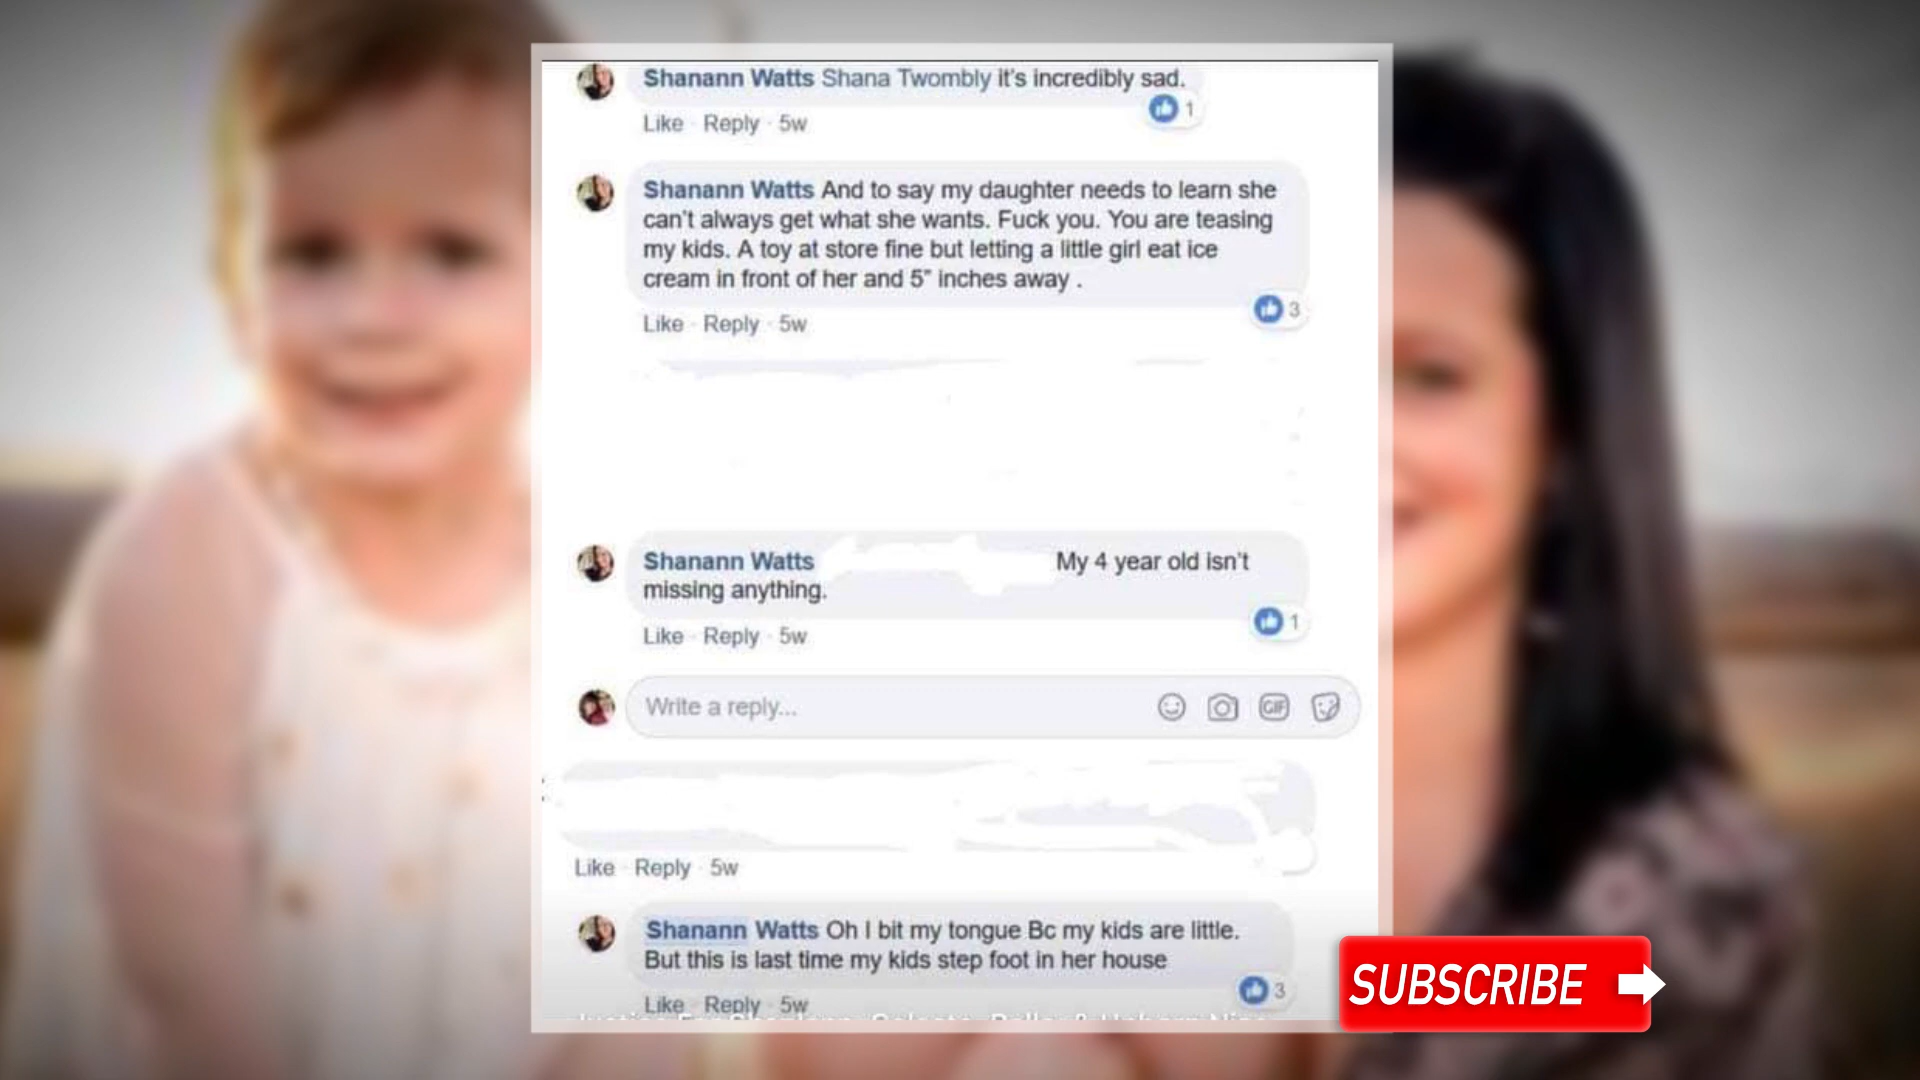 Shanann Watts Shana Twombly it's incredibly sad.
1
Like · Reply · 5w
Shanann Watts And to say my daughter needs to learn she
can't always get what she wants. Fuck you. You are teasing
my kids. A toy at store fine but letting a little girl eat ice
cream in front of her and 5" inches away .
3
Like · Reply · 5w
Shanann Watts My 4 year old isn't
missing anything.
1
Like · Reply · 5w
Write a reply...
GIF
Like · Reply · 5w
Shanann Watts Oh I bit my tongue Bc my kids are little.
But this is last time my kids step foot in her house
3
Like · Reply · 5w
SUBSCRIBE